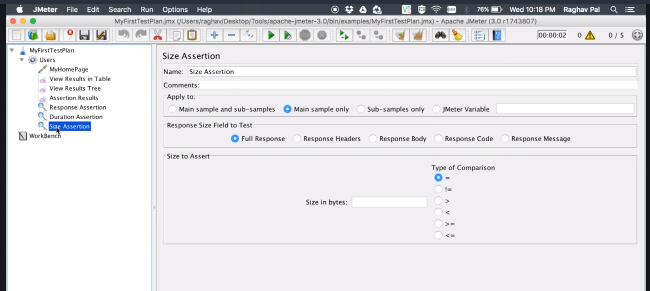 JMeter File Edit Search Run Options Help 76% Wed 10:18 PM Raghav Pal
MyFirstTestPlan.jmx (/Users/raghav/Desktop/Tools/apache-jmeter-3.0/bin/examples/MyFirstTestPlan.jmx) - Apache JMeter (3.0 r1743807)
00:00:02 0 0 / 5
MyFirstTestPlan
Users
MyHomePage
View Results in Table
View Results Tree
Assertion Results
Response Assertion
Duration Assertion
Size Assertion
WorkBench
Size Assertion
Name: Size Assertion
Comments:
Apply to:
Main sample and sub-samples Main sample only Sub-samples only JMeter Variable
Response Size Field to Test
Full Response Response Headers Response Body Response Code Response Message
Size to Assert
Type of Comparison
=
!=
Size in bytes:
>
<
>=
<=